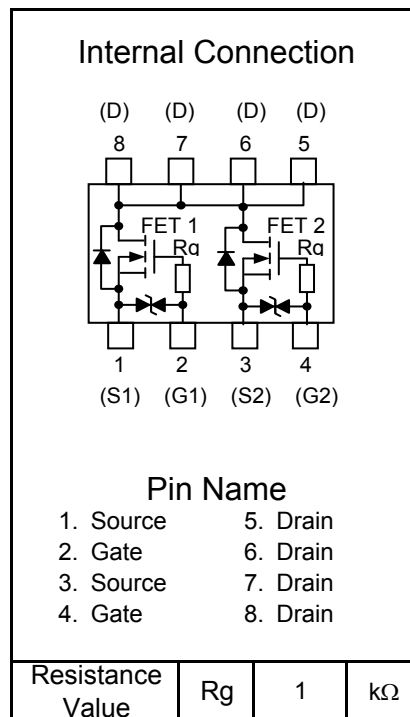 Internal Connection
(D) (D) (D) (D)
8 7 6 5
FET 1 FET 2
Rg Rg
1 2 3 4
(S1) (G1) (S2) (G2)
Pin Name
1. Source 5. Drain
2. Gate 6. Drain
3. Source 7. Drain
4. Gate 8. Drain
Resistance Value Rg 1 kΩ